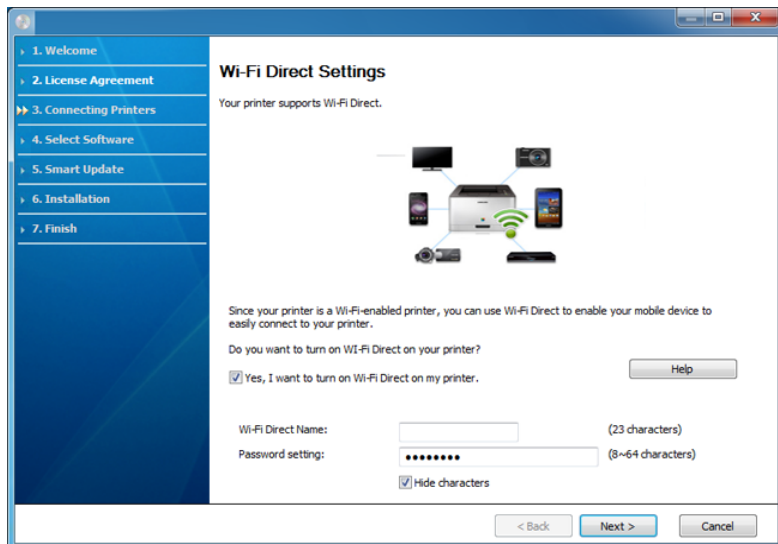 1. Welcome
2. License Agreement
3. Connecting Printers
4. Select Software
5. Smart Update
6. Installation
7. Finish
Wi-Fi Direct Settings
Your printer supports Wi-Fi Direct.
Since your printer is a Wi-Fi-enabled printer, you can use Wi-Fi Direct to enable your mobile device to
easily connect to your printer.
Do you want to turn on WI-Fi Direct on your printer?
Yes, I want to turn on Wi-Fi Direct on my printer.
Help
Wi-Fi Direct Name: (23 characters)
Password setting: ●●●●●●●● (8~64 characters)
Hide characters
< Back Next > Cancel